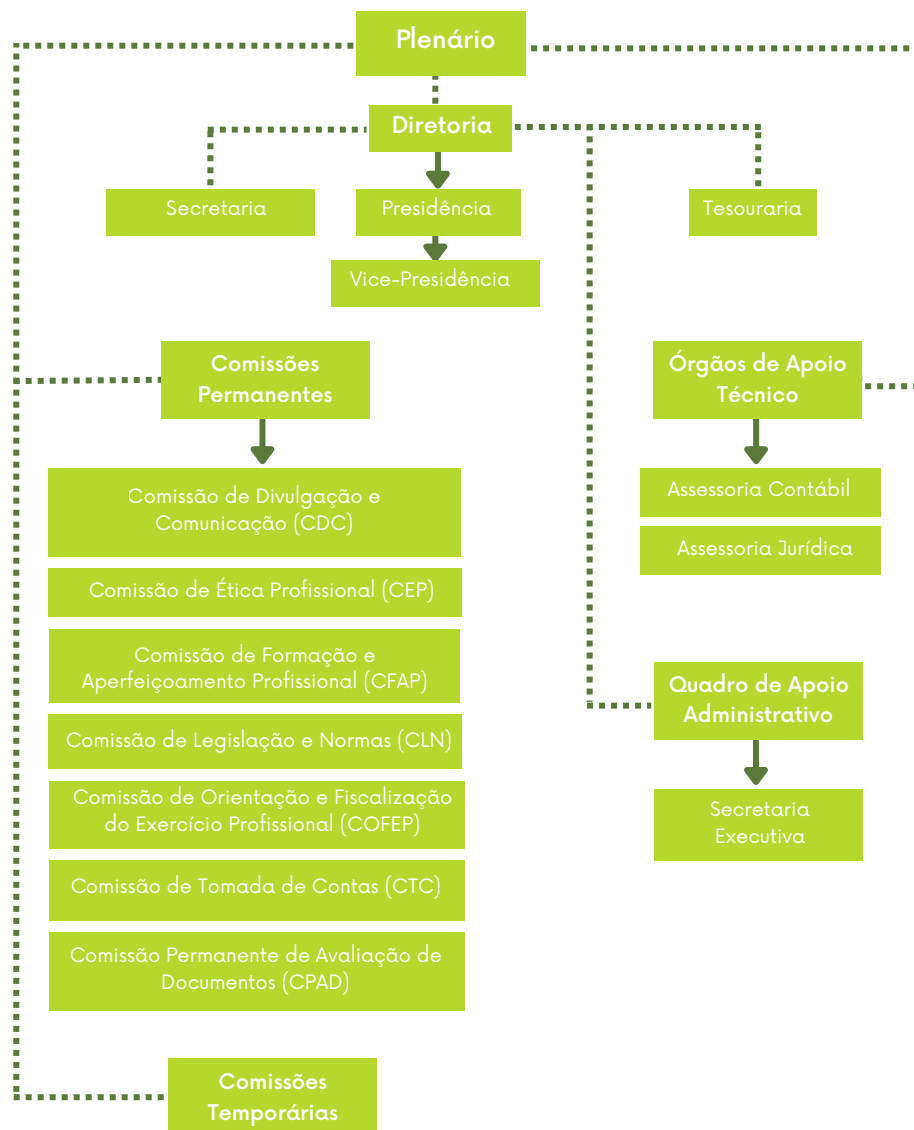 Plenário
Diretoria
Secretaria
Presidência
Tesouraria
Vice-Presidência
Comissões
Permanentes
Comissão de Divulgação e
Comunicação (CDC)
Comissão de Ética Profissional (CEP)
Comissão de Formação e
Aperfeiçoamento Profissional (CFAP)
Comissão de Legislação e Normas (CLN)
Comissão de Orientação e Fiscalização
do Exercício Profissional (COFEP)
Comissão de Tomada de Contas (CTC)
Comissão Permanente de Avaliação de
Documentos (CPAD)
Comissões
Temporárias
Órgãos de Apoio
Técnico
Assessoria Contábil
Assessoria Jurídica
Quadro de Apoio
Administrativo
Secretaria
Executiva